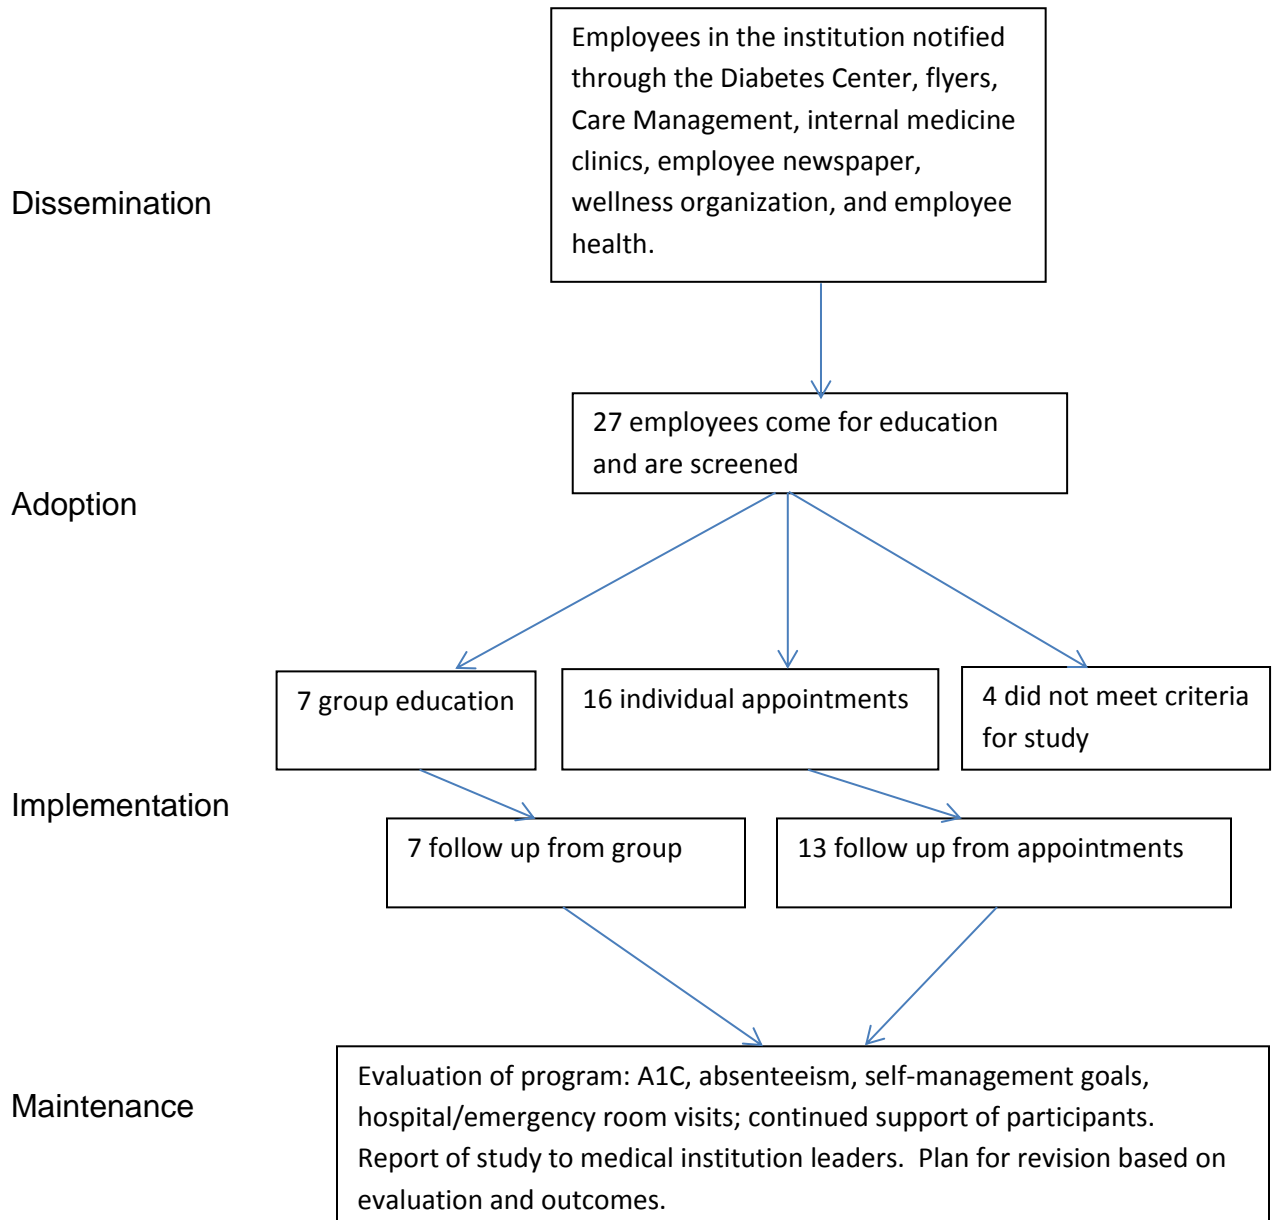 Employees in the institution notified
through the Diabetes Center, flyers,
Care Management, internal medicine
clinics, employee newspaper,
wellness organization, and employee
health.
Dissemination
27 employees come for education
and are screened
Adoption
7 group education
16 individual appointments
4 did not meet criteria
for study
Implementation
7 follow up from group
13 follow up from appointments
Evaluation of program: A1C, absenteeism, self-management goals,
hospital/emergency room visits; continued support of participants.
Report of study to medical institution leaders.  Plan for revision based on
evaluation and outcomes.
Maintenance